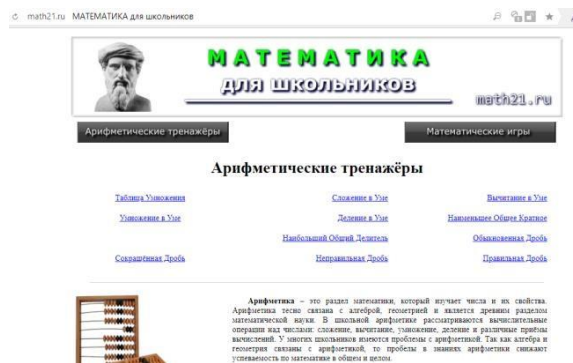 math21.ru МАТЕМАТИКА для школьников
МАТЕМАТИКА
для школьников
math21.ru
Арифметические тренажёры Математические игры
Арифметические тренажёры
Таблица Умножения Сложение в Уме Вычитание в Уме
Умножение в Уме Деление в Уме Наименьшее Общее Кратное
Наибольший Общий Делитель Обыкновенная Дробь
Сокращённая Дробь Неправильная Дробь Правильная Дробь
Арифметика – это раздел математики, который изучает числа и их свойства.
Арифметика тесно связана с алгеброй, геометрией и является древним разделом
математической науки. В школьной арифметике рассматриваются вычислительные
операции над числами: сложение, вычитание, умножение, деление и различные приёмы
вычислений. У многих школьников имеются проблемы с арифметикой. Так как алгебра и
геометрия связаны с арифметикой, то пробелы в знаниях арифметики снижают
успеваемость по математике в общем и целом.